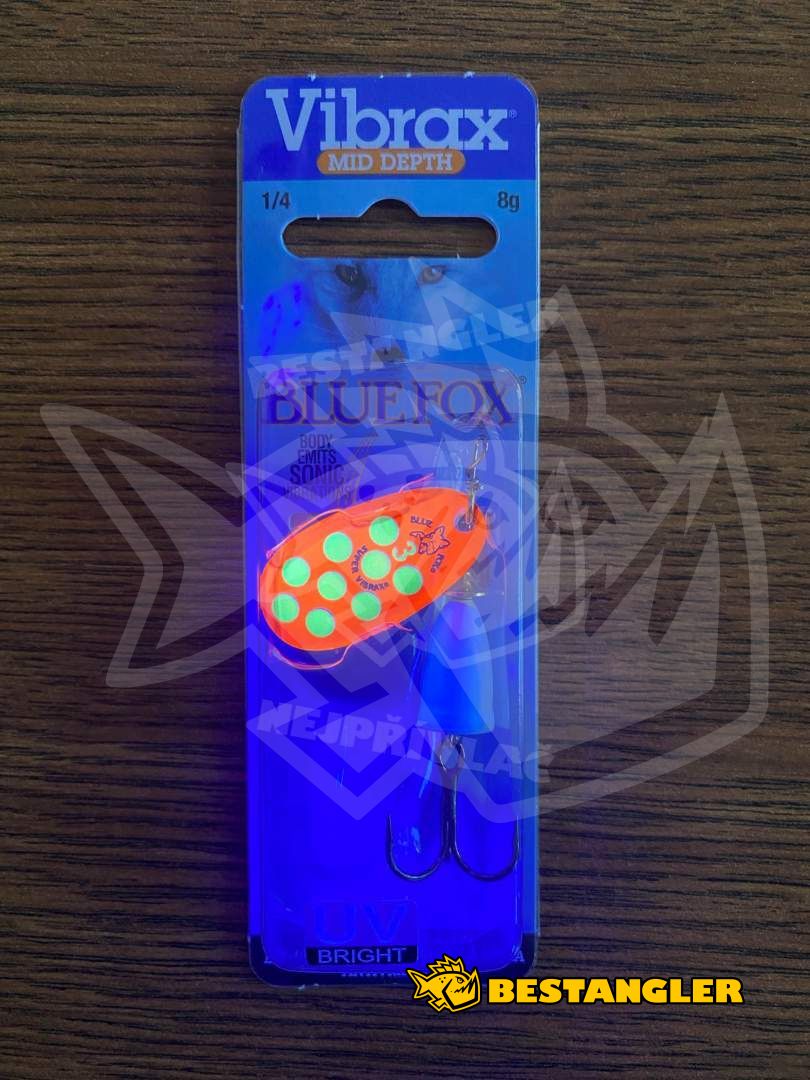 Vibrax®
MID DEPTH
1/4 8g
BESTANGLER
BLUE FOX®
BODY
EMITS
SONIC
VIBRATIONS
BLUE FOX®
3
SUPER VIBRAX®
NEJPŘÍVLAČ
UV
BRIGHT
BESTANGLER